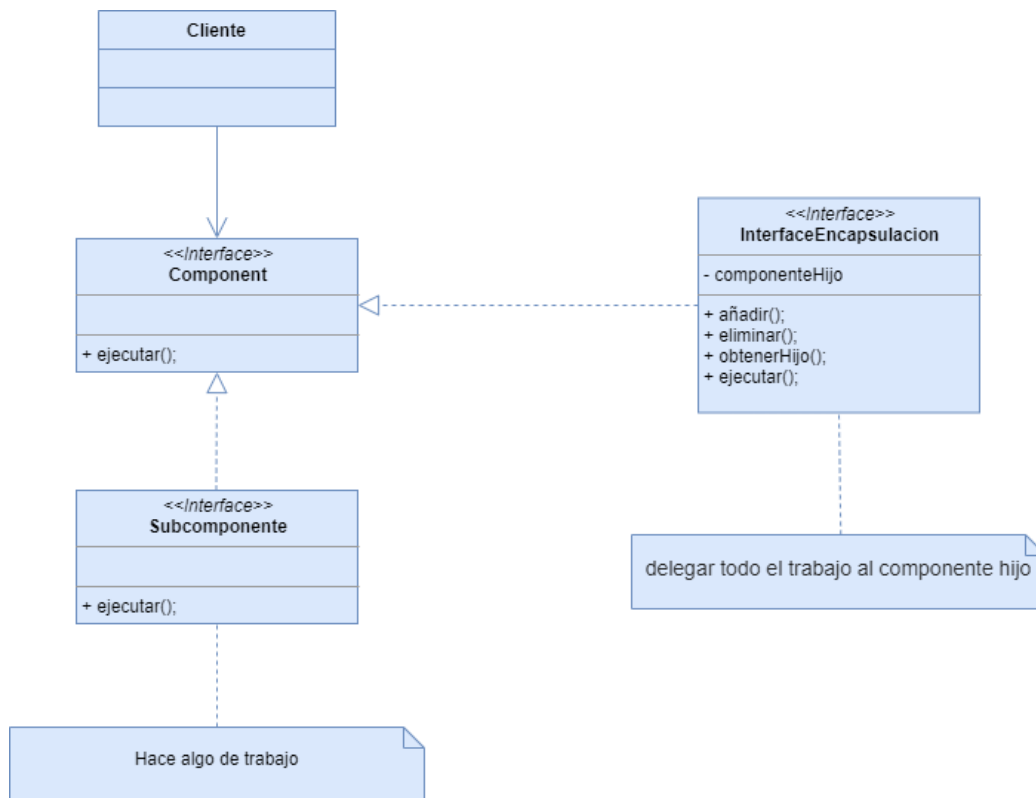 Cliente
<<Interface>>
Component
+ ejecutar();
<<Interface>>
InterfaceEncapsulacion
- componenteHijo
+ añadir();
+ eliminar();
+ obtenerHijo();
+ ejecutar();
<<Interface>>
Subcomponente
+ ejecutar();
delegar todo el trabajo al componente hijo
Hace algo de trabajo